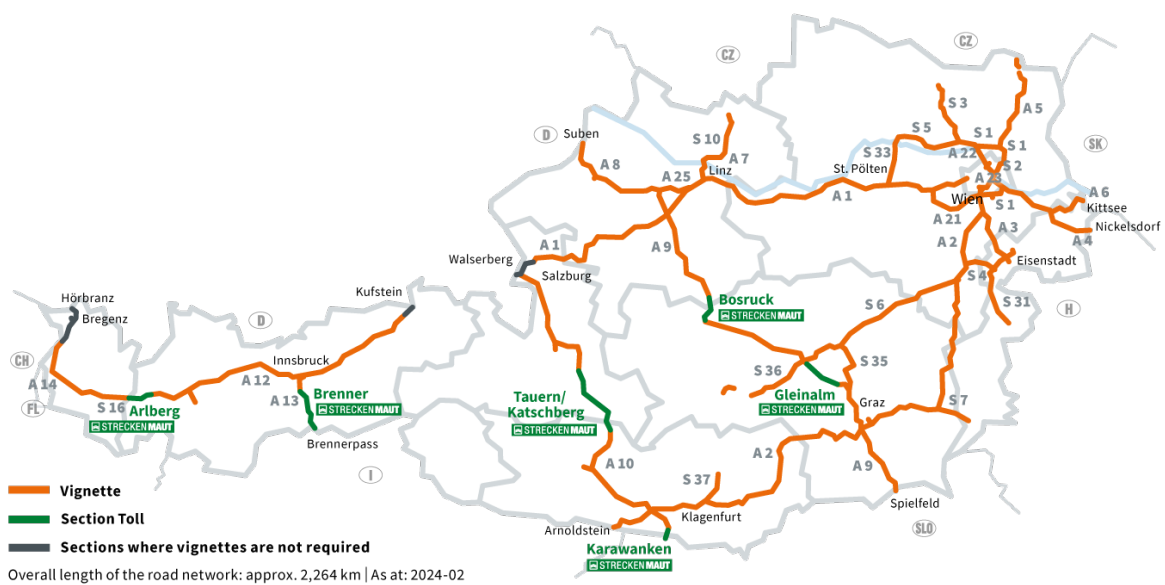 CZ
CZ
S 3
A 5
D
Suben
S 10
S 5
S 1
S 1
SK
A 8
A 7
S 33
A 22
S 2
A 25
Linz
St. Pölten
A 23
A 1
Wien
S 1
A 6
Kittsee
A 21
A 3
Nickelsdorf
A 4
A 1
A 9
A 2
Walserberg
Salzburg
Eisenstadt
S 4
Kufstein
Hörbranz
Bregenz
D
Bosruck
STRECKENMAUT
S 6
S 31
H
CH
Innsbruck
S 35
S 36
A 14
A 12
A 13
Brenner
STRECKENMAUT
Tauern/
Katschberg
STRECKENMAUT
Gleinalm
STRECKENMAUT
Graz
S 7
FL
S 16
Arlberg
STRECKENMAUT
Brennerpass
I
A 10
A 2
A 9
S 37
Vignette
Spielfeld
Section Toll
Klagenfurt
Arnoldstein
SLO
Sections where vignettes are not required
Karawanken
STRECKENMAUT
Overall length of the road network: approx. 2,264 km | As at: 2024-02